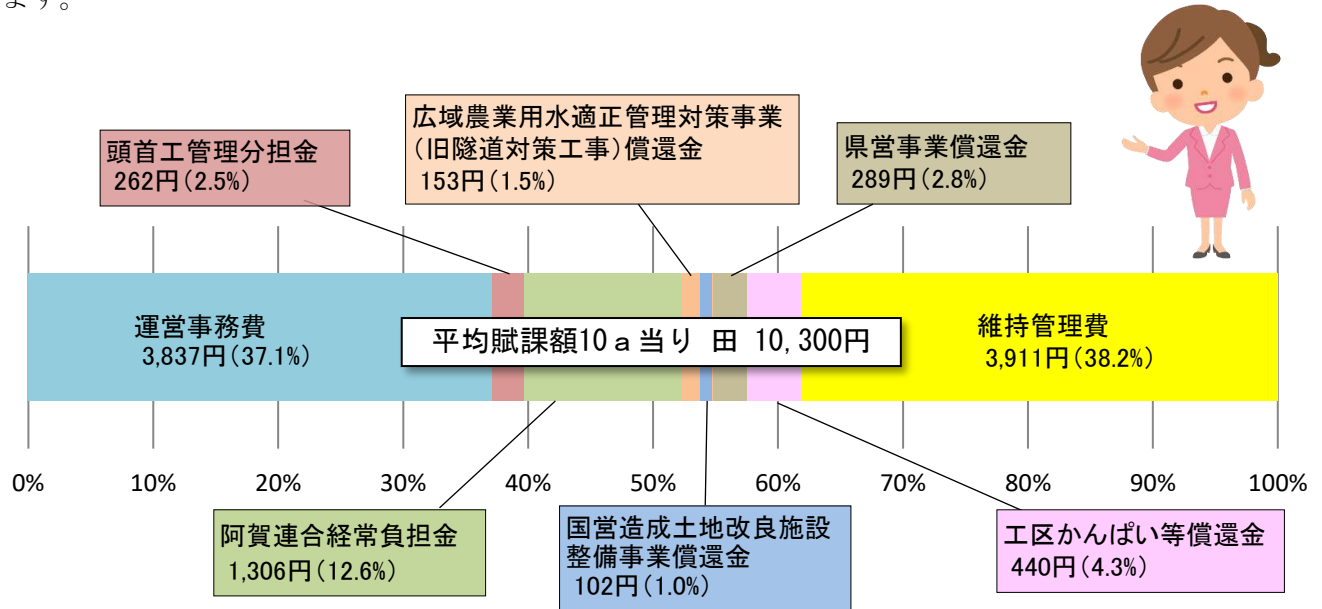 ます。
頭首工管理分担金
262円(2.5%)
広域農業用水適正管理対策事業
(旧隧道対策工事)償還金
153円(1.5%)
県営事業償還金
289円(2.8%)
運営事務費
3,837円(37.1%)
平均賦課額10a当り 田 10,300円
維持管理費
3,911円(38.2%)
0% 10% 20% 30% 40% 50% 60% 70% 80% 90% 100%
阿賀連合経常負担金
1,306円(12.6%)
国営造成土地改良施設
整備事業償還金
102円(1.0%)
工区かんぱい等償還金
440円(4.3%)